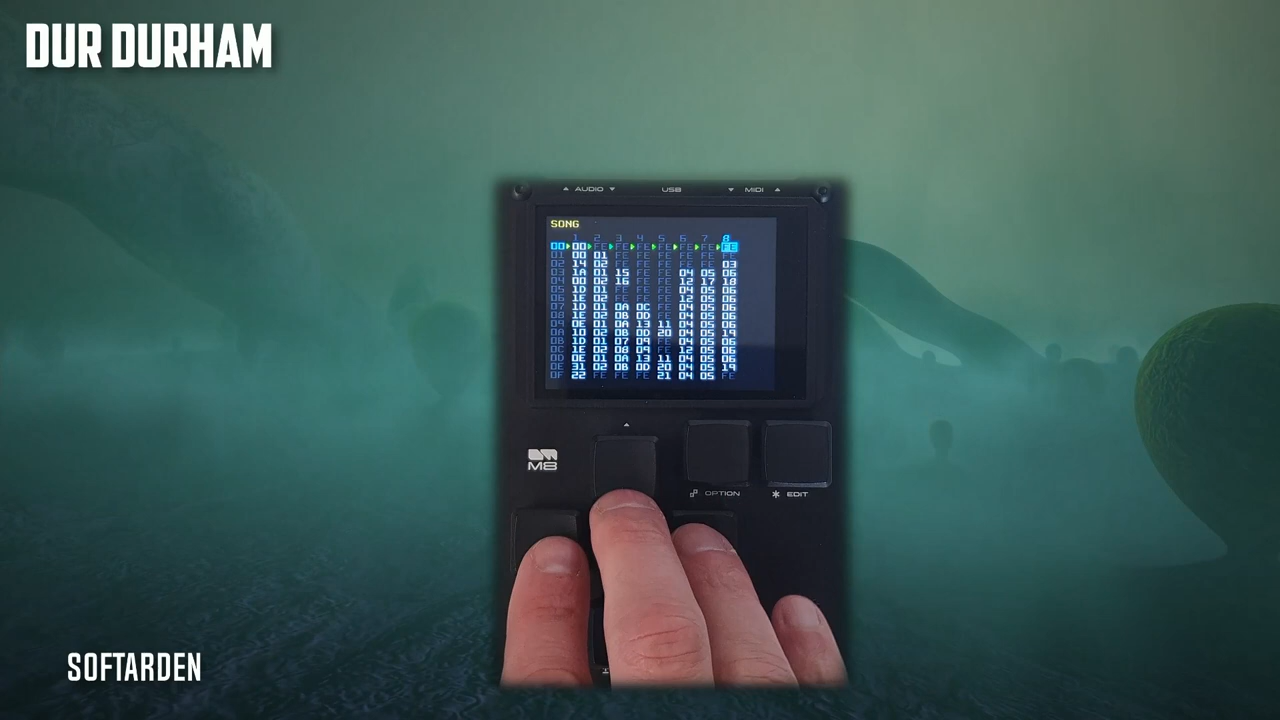 DUR DURHAM
AUDIO USB MIDI
SONG
1 2 3 4 5 6 7 8
00 00 FE FE FE FE FE FE FE
01 00 01 FE FE FE FE FE FE
02 14 02 FE FE FE FE FE 03
03 1A 01 15 FE FE 04 05 06
04 00 02 16 FE FE 12 17 18
05 1D 01 FE FE FE 04 05 06
06 1E 02 FE FE FE 12 05 06
07 1D 01 0A 0C FE 04 05 06
08 1E 02 0B 0D FE 04 05 06
09 0E 01 0A 13 11 04 05 06
0A 10 02 0B 0D 20 04 05 19
0B 1D 01 07 09 FE 04 05 06
0C 1E 02 08 09 FE 12 05 06
0D 0E 01 0A 13 11 04 05 06
0E 31 02 0B 0D 20 04 05 19
0F 22 FE FE FE 21 04 05 FE
M8
OPTION EDIT
SOFTARDEN